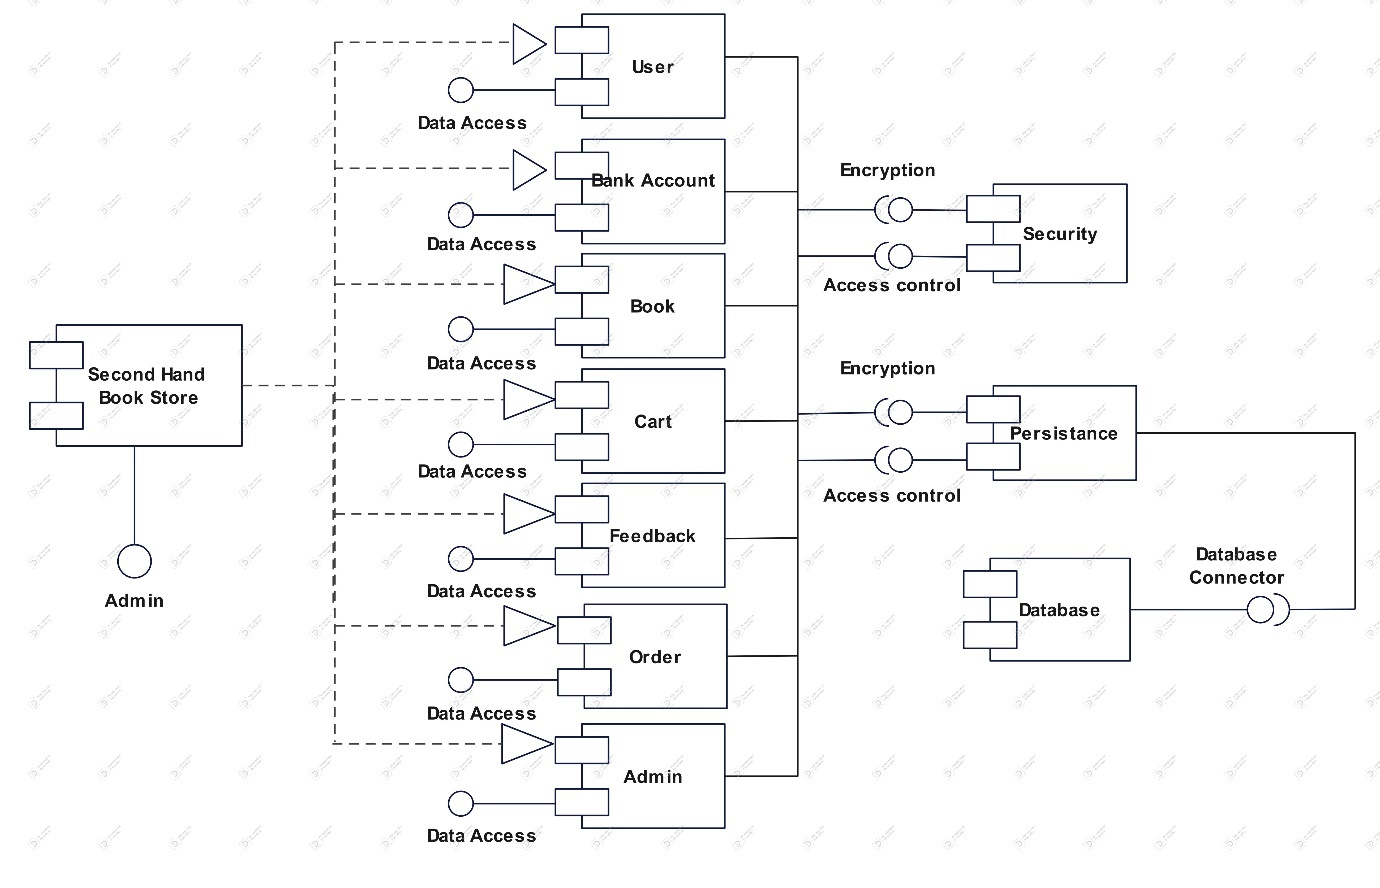 User
Data Access
Bank Account
Data Access
Book
Data Access
Second Hand
Book Store
Cart
Data Access
Feedback
Data Access
Admin
Order
Data Access
Admin
Data Access
Encryption
Security
Access control
Encryption
Persistance
Access control
Database
Connector
Database